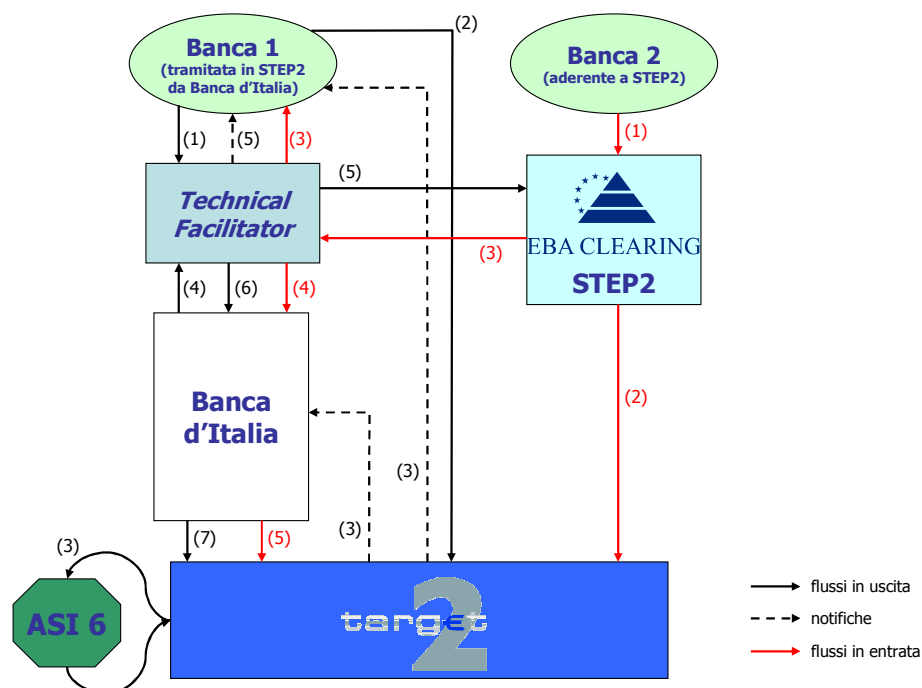 (2)
Banca 1
(tramitata in STEP2
da Banca d'Italia)
Banca 2
(aderente a STEP2)
(1)
(5)
(3)
(1)
Technical
Facilitator
(5)
(3)
EBA CLEARING
STEP2
(4)
(6)
(4)
Banca
d'Italia
(2)
(3)
(3)
(7)
(5)
(3)
ASI 6
target
2
flussi in uscita
notifiche
flussi in entrata